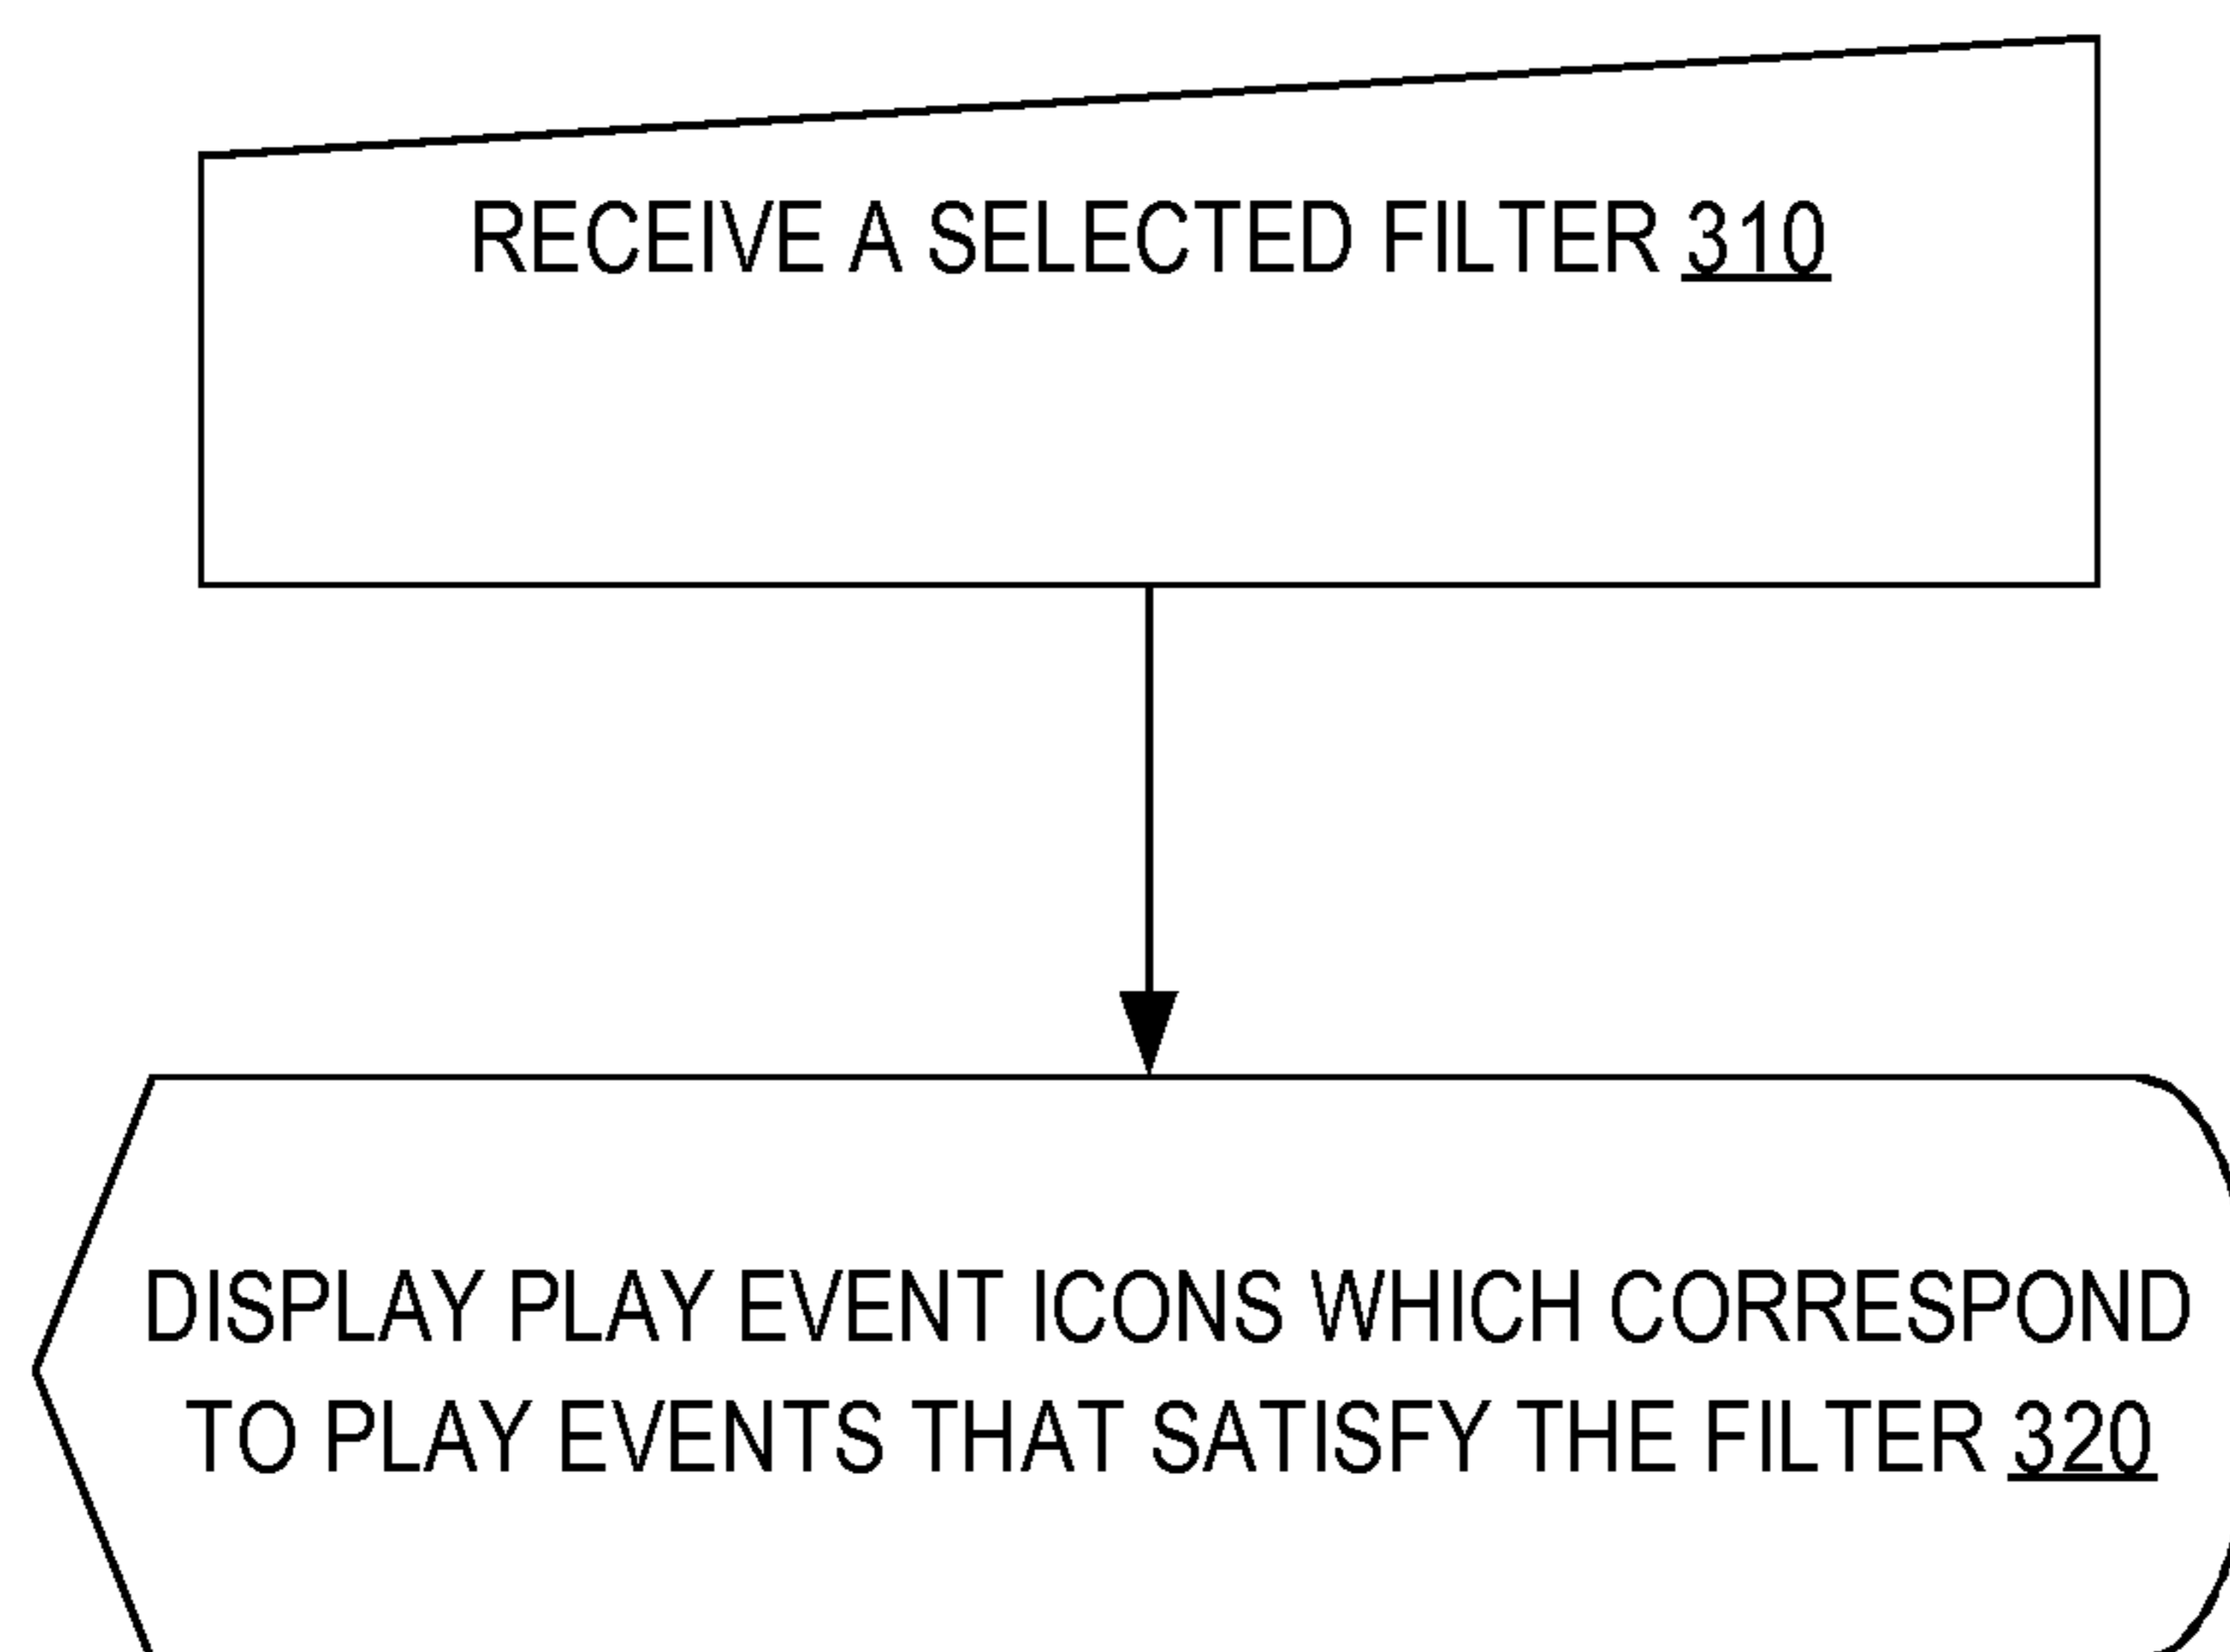 RECEIVE A SELECTED FILTER 310
DISPLAY PLAY EVENT ICONS WHICH CORRESPOND
TO PLAY EVENTS THAT SATISFY THE FILTER 320